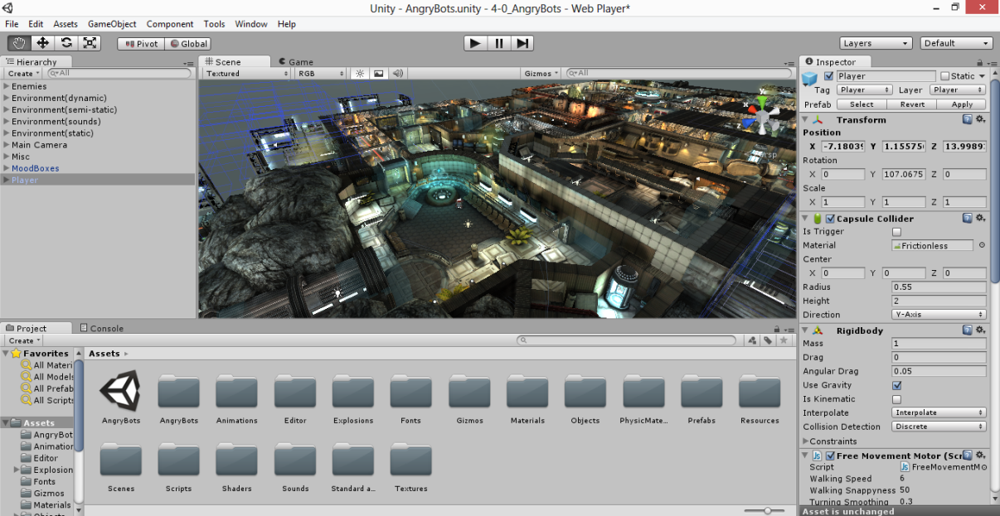 Unity - AngryBots.unity - 4-0_AngryBots - Web Player*
File Edit Assets GameObject Component Tools Window Help
Pivot Global Layers Default
Hierarchy
Create All
Enemies
Environment(dynamic)
Environment(semi-static)
Environment(sounds)
Environment(static)
Main Camera
Misc
MoodBoxes
Player
Scene Game
Textured RGB Gizmos All
Persp
Inspector
Player Static
Tag Player Layer Player
Prefab Select Revert Apply
Transform
Position
X -7.18039 Y 1.15575 Z 13.9989
Rotation
X 0 Y 107.0675 Z 0
Scale
X 1 Y 1 Z 1
Capsule Collider
Is Trigger
Material Frictionless
Center
X 0 Y 0 Z 0
Radius 0.55
Height 2
Direction Y-Axis
Rigidbody
Mass 1
Drag 0
Angular Drag 0.05
Use Gravity
Is Kinematic
Interpolate Interpolate
Collision Detection Discrete
Constraints
Free Movement Motor (Scr
Script FreeMovementM
Walking Speed 6
Walking Snappyness 50
Turning Smoothing 0.3
Asset is unchanged
Project Console
Create
Favorites
All Materi
All Models
All Prefab
All Scripts
Assets
AngryBot
Animation
Editor
Explosion
Fonts
Gizmos
Materials
Objects
Assets
AngryBots AngryBots Animations Editor Explosions Fonts Gizmos Materials Objects PhysicMate... Prefabs Resources
Scenes Scripts Shaders Sounds Standard a... Textures